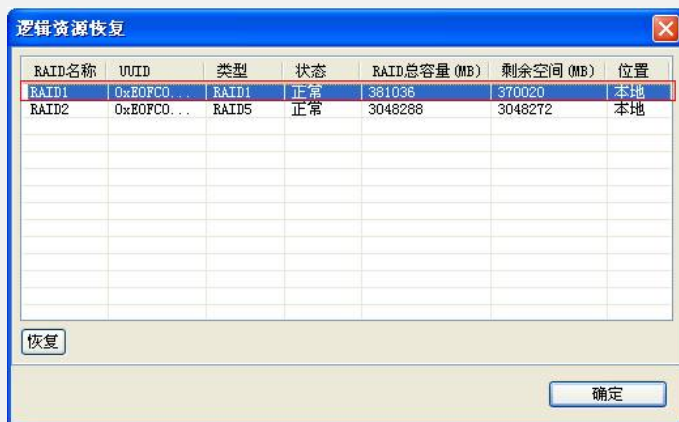 逻辑资源恢复
RAID名称 UUID 类型 状态 RAID总容量(MB) 剩余空间(MB) 位置
RAID1 0xE0FC0... RAID1 正常 381036 370020 本地
RAID2 0xE0FC0... RAID5 正常 3048288 3048272 本地
恢复
确定